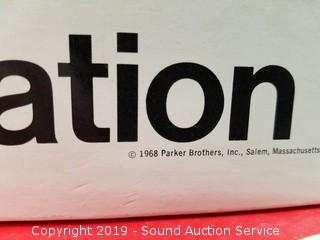 ation
© 1968 Parker Brothers, Inc., Salem, Massachusetts
Copyright 2019 - Sound Auction Service